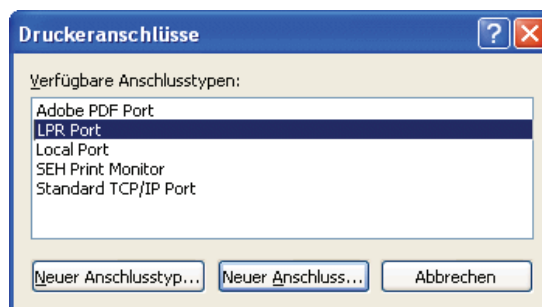 Druckeranschlüsse
Verfügbare Anschlusstypen:
Adobe PDF Port
LPR Port
Local Port
SEH Print Monitor
Standard TCP/IP Port
Neuer Anschlusstyp... Neuer Anschluss... Abbrechen